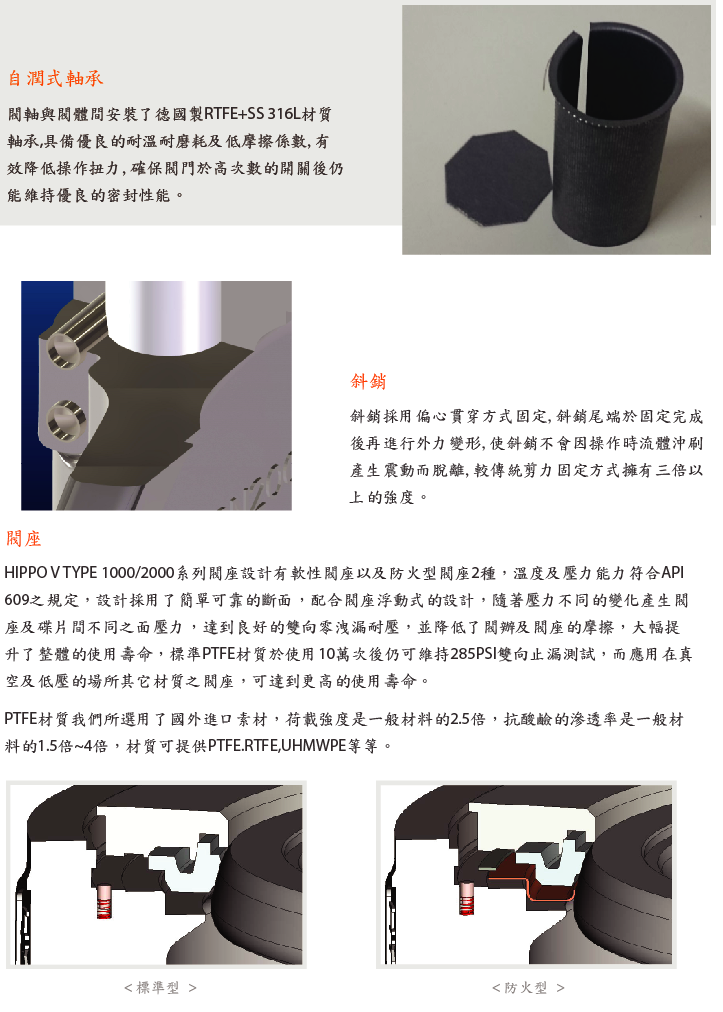 自潤式軸承
閥軸與閥體間安裝了德國製RTFE+SS 316L材質
軸承,具備優良的耐溫耐磨耗及低摩擦係數,有
效降低操作扭力,確保閥門於高次數的開關後仍
能維持優良的密封性能。
斜銷
斜銷採用偏心貫穿方式固定,斜銷尾端於固定完成
後再進行外力變形,使斜銷不會因操作時流體沖刷
產生震動而脫離,較傳統剪力固定方式擁有三倍以
上的強度。
閥座
HIPPO V TYPE 1000/2000系列閥座設計有軟性閥座以及防火型閥座2種,溫度及壓力能力符合API
609之規定,設計採用了簡單可靠的斷面,配合閥座浮動式的設計,隨著壓力不同的變化產生閥
座及碟片間不同之面壓力,達到良好的雙向零洩漏耐壓,並降低了閥瓣及閥座的摩擦,大幅提
升了整體的使用壽命,標準PTFE材質於使用10萬次後仍可維持285PSI雙向止漏測試,而應用在真
空及低壓的場所其它材質之閥座,可達到更高的使用壽命。
PTFE材質我們所選用了國外進口素材,荷載強度是一般材料的2.5倍,抗酸鹼的滲透率是一般材
料的1.5倍~4倍,材質可提供PTFE.RTFE,UHMWPE等等。
<標準型 >
<防火型 >